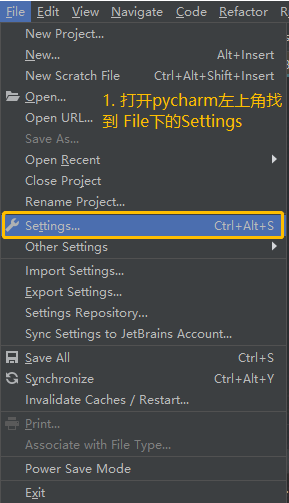 File Edit View Navigate Code Refactor
New Project...
New... Alt+Insert
New Scratch File Ctrl+Alt+Shift+Insert
Open... 1. 打开pycharm左上角找
Open URL... 到 File下的Settings
Save As...
Open Recent
Close Project
Rename Project...
Settings... Ctrl+Alt+S
Other Settings
Import Settings...
Export Settings...
Settings Repository...
Sync Settings to JetBrains Account...
Save All Ctrl+S
Synchronize Ctrl+Alt+Y
Invalidate Caches / Restart...
Print...
Associate with File Type...
Power Save Mode
Exit